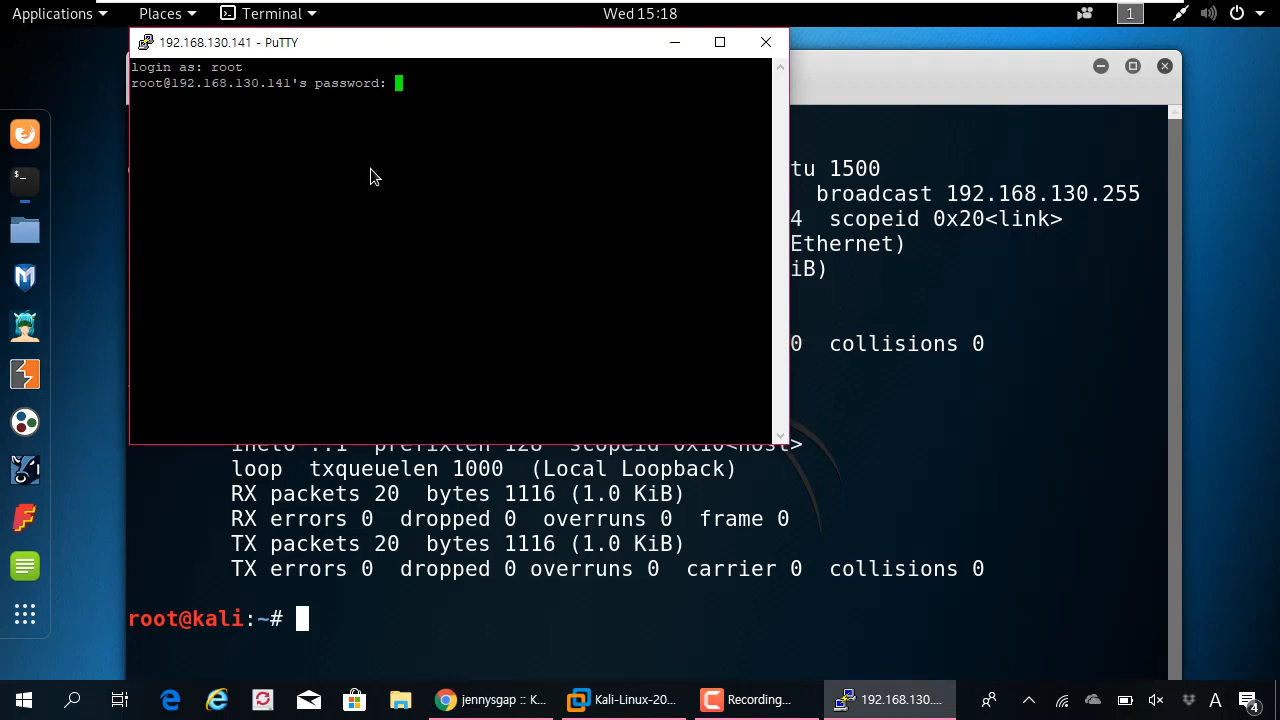 Applications Places Terminal Wed 15:18 1
192.168.130.141 - PuTTY
login as: root
root@192.168.130.141's password:
tu 1500
broadcast 192.168.130.255
4 scopeid 0x20<link>
Ethernet)
iB)
0 collisions 0
inet6 ::1 prefixlen 128 scopeid 0x10<host>
loop txqueuelen 1000 (Local Loopback)
RX packets 20 bytes 1116 (1.0 KiB)
RX errors 0 dropped 0 overruns 0 frame 0
TX packets 20 bytes 1116 (1.0 KiB)
TX errors 0 dropped 0 overruns 0 carrier 0 collisions 0
root@kali:~#
jennysgap :: K... Kali-Linux-20... Recording... 192.168.130.... A 4